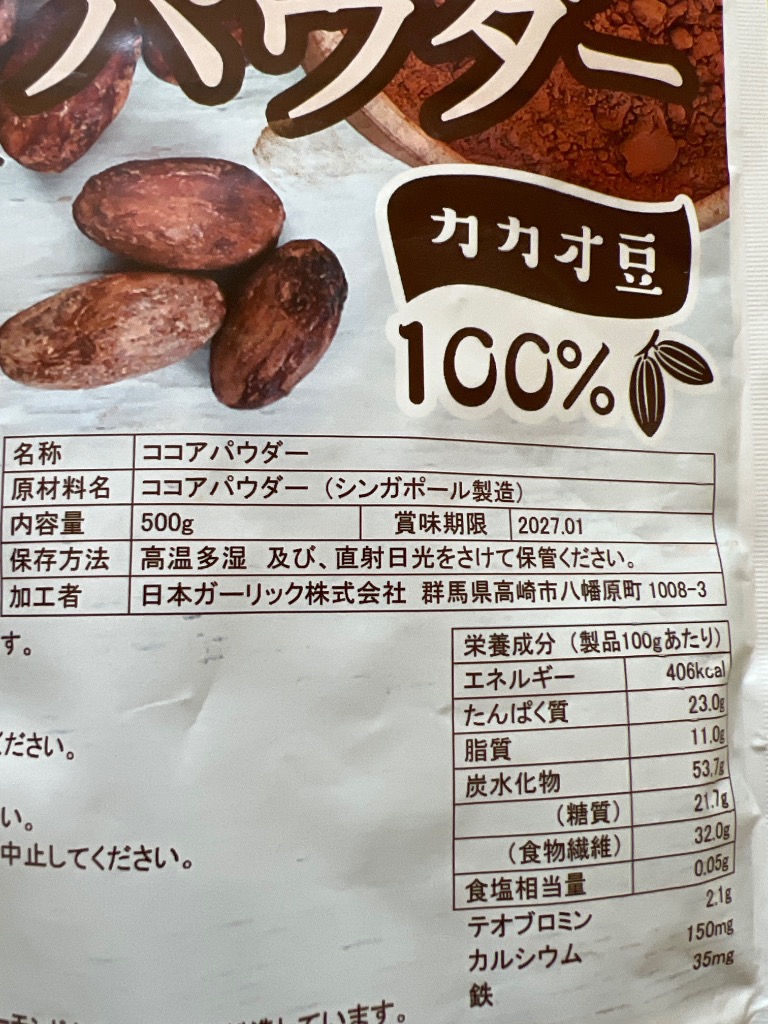 パウダー
カカオ豆
100%
名称 ココアパウダー
原材料名 ココアパウダー（シンガポール製造）
内容量 500g 賞味期限 2027.01
保存方法 高温多湿 及び、直射日光をさけて保管ください。
加工者 日本ガーリック株式会社 群馬県高崎市八幡原町1008-3
す。
ください。
い。
中止してください。
栄養成分（製品100gあたり）
エネルギー 406kcal
たんぱく質 23.0g
脂質 11.0g
炭水化物 53.7g
（糖質） 21.7g
（食物繊維） 32.0g
食塩相当量 0.05g
テオブロミン 2.1g
カルシウム 150mg
鉄 35mg
しています。